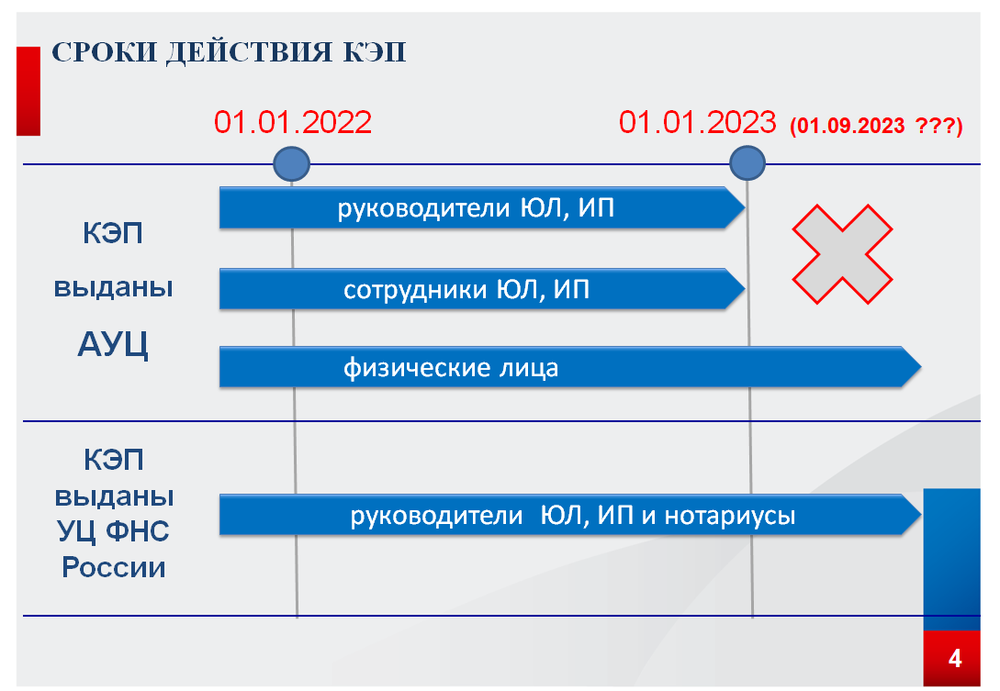 СРОКИ ДЕЙСТВИЯ КЭП
01.01.2022
01.01.2023 (01.09.2023 ???)
КЭП
выданы
АУЦ
руководители ЮЛ, ИП
сотрудники ЮЛ, ИП
физические лица
КЭП
выданы
УЦ ФНС
России
руководители ЮЛ, ИП и нотариусы
4